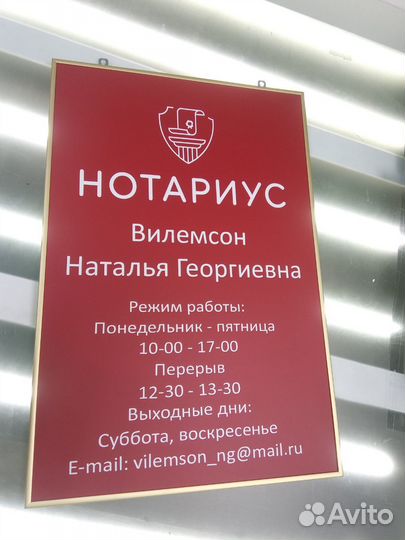 НОТАРИУС
Вилемсон
Наталья Георгиевна
Режим работы:
Понедельник - пятница
10-00 - 17-00
Перерыв
12-30 - 13-30
Выходные дни:
Суббота, воскресенье
E-mail: vilemson_ng@mail.ru
Avito